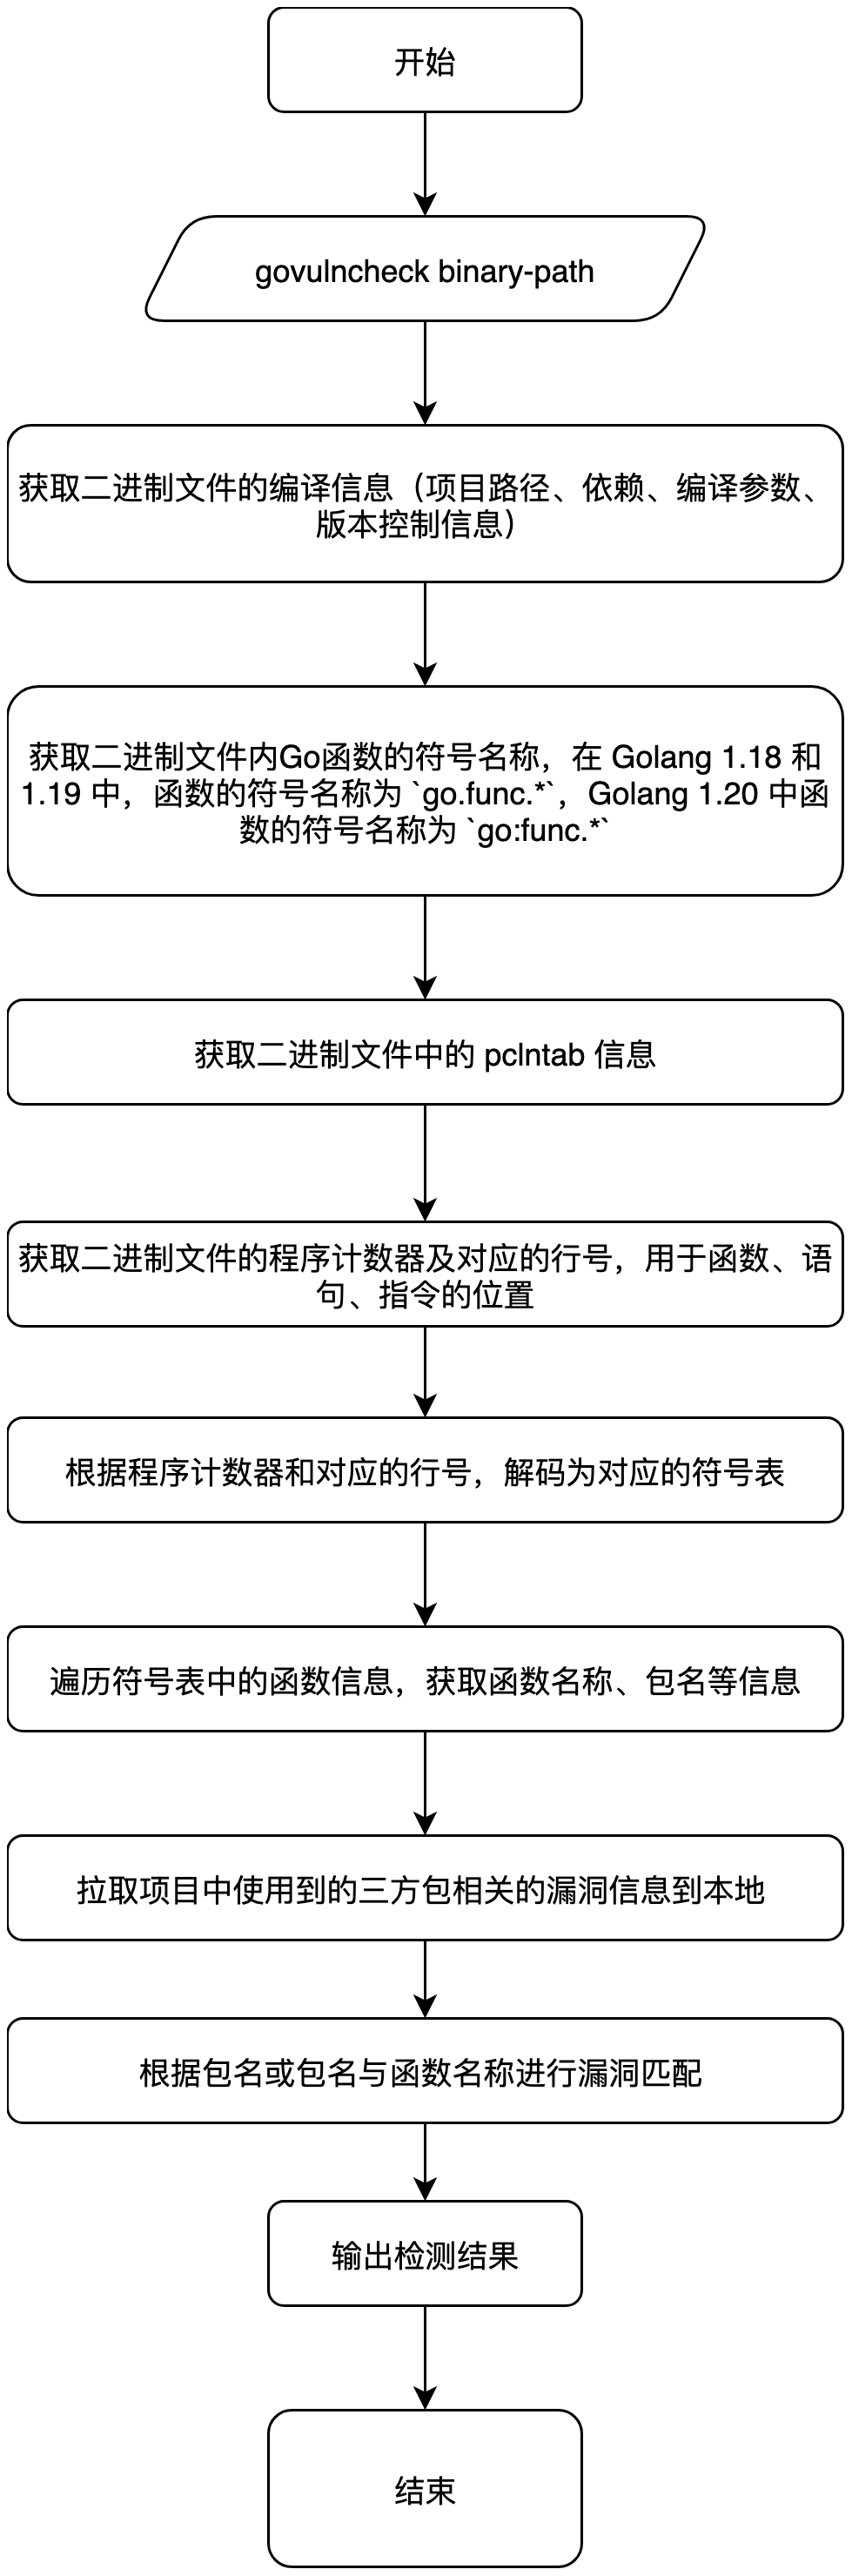 开始
govulncheck binary-path
获取二进制文件的编译信息（项目路径、依赖、编译参数、
版本控制信息）
获取二进制文件内Go函数的符号名称，在 Golang 1.18 和
1.19 中，函数的符号名称为 `go.func.*`，Golang 1.20 中函
数的符号名称为 `go:func.*`
获取二进制文件中的 pclntab 信息
获取二进制文件的程序计数器及对应的行号，用于函数、语
句、指令的位置
根据程序计数器和对应的行号，解码为对应的符号表
遍历符号表中的函数信息，获取函数名称、包名等信息
拉取项目中使用到的三方包相关的漏洞信息到本地
根据包名或包名与函数名称进行漏洞匹配
输出检测结果
结束